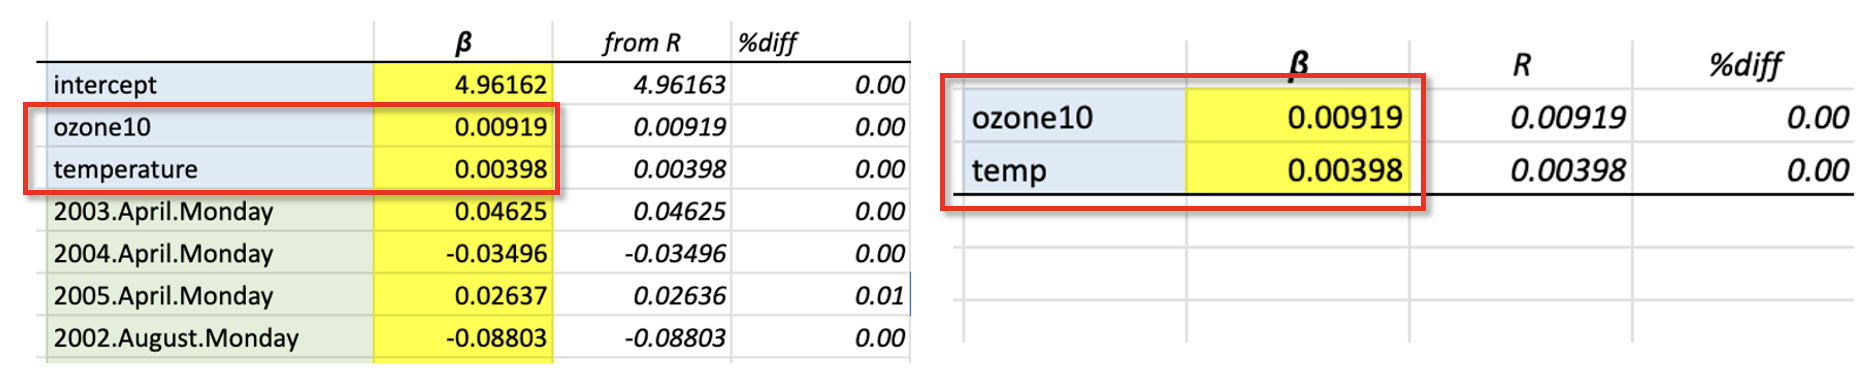 β from R %diff
intercept 4.96162 4.96163 0.00
ozone10 0.00919 0.00919 0.00
temperature 0.00398 0.00398 0.00
2003.April.Monday 0.04625 0.04625 0.00
2004.April.Monday -0.03496 -0.03496 0.00
2005.April.Monday 0.02637 0.02636 0.01
2002.August.Monday -0.08803 -0.08803 0.00
β R %diff
ozone10 0.00919 0.00919 0.00
temp 0.00398 0.00398 0.00